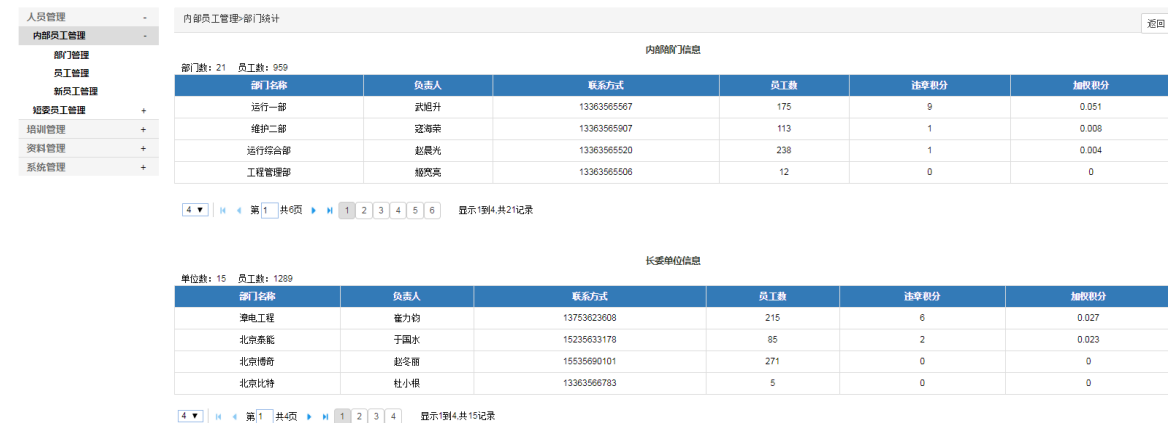 人员管理 -
内部员工管理 -
部门管理
员工管理
新员工管理
短委员工管理 +
培训管理 +
资料管理 +
系统管理 +
内部员工管理>部门统计
返回
内部部门信息
部门数：21 员工数：959
部门名称 负责人 联系方式 员工数 违章积分 加权积分
运行一部 武旭升 13363565567 175 9 0.051
维护二部 寇海荣 13363565907 113 1 0.008
运行综合部 赵晨光 13363565520 238 1 0.004
工程管理部 姬宽亮 13363565506 12 0 0
4 第 1 共6页 1 2 3 4 5 6 显示1到4,共21记录
长委单位信息
单位数：15 员工数：1289
部门名称 负责人 联系方式 员工数 违章积分 加权积分
漳电工程 崔力钧 13753623608 215 6 0.027
北京泰能 于国水 15235633178 85 2 0.023
北京博奇 赵冬丽 15535690101 271 0 0
北京比特 杜小根 13363566783 5 0 0
4 第 1 共4页 1 2 3 4 显示1到4,共15记录